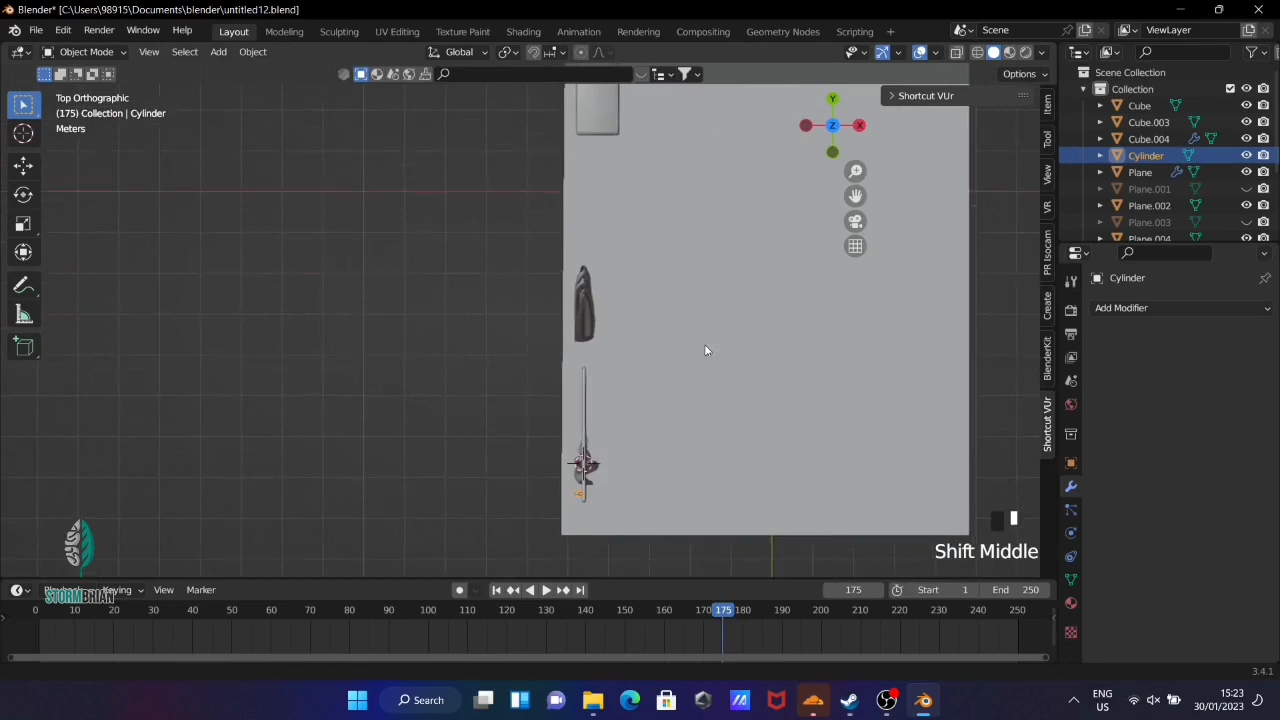 Blender* [C:\Users\98915\Documents\blender\untitled12.blend]
File Edit Render Window Help Layout Modeling Sculpting UV Editing Texture Paint Shading Animation Rendering Compositing Geometry Nodes Scripting Scene ViewLayer
Object Mode View Select Add Object Global
Options
Top Orthographic
(175) Collection | Cylinder
Meters
Shortcut VUr
Y
Z
X
Item
Tool
View
VR
PR Isocam
Create
BlenderKit
Shortcut VUr
Scene Collection
Collection
Cube
Cube.003
Cube.004
Cylinder
Plane
Plane.001
Plane.002
Plane.003
Plane.004
Cylinder
Add Modifier
Shift Middle
STORMBRIAN
Playback Keying View Marker 175 Start 1 End 250
0 10 20 30 40 50 60 70 80 90 100 110 120 130 140 150 160 170 175 180 190 200 210 220 230 240 250
3.4.1
Search
ENG
US
15:23
30/01/2023